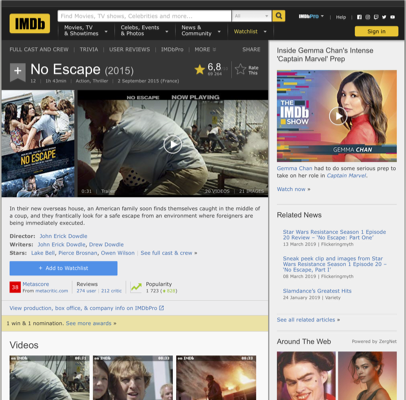 IMDb
Find Movies, TV shows, Celebrities and more...
All
Movies, TV & Showtimes
Celebs, Events & Photos
News & Community
Watchlist
IMDbPro
Help
Sign in
FULL CAST AND CREW | TRIVIA | USER REVIEWS | IMDbPro | MORE
SHARE
No Escape (2015)
12 | 1h 43min | Action, Thriller | 2 September 2015 (France)
6,8
Rate This
NO ESCAPE
NO ESCAPE NOW PLAYING
0:31 | Trailer
26 VIDEOS | 21 IMAGES
In their new overseas house, an American family soon finds themselves caught in the middle of a coup, and they frantically look for a safe escape from an environment where foreigners are being immediately executed.
Director: John Erick Dowdle
Writers: John Erick Dowdle, Drew Dowdle
Stars: Lake Bell, Pierce Brosnan, Owen Wilson | See full cast & crew »
+ Add to Watchlist
38
Metascore
From metacritic.com
Reviews
274 user | 212 critic
Popularity
View production, box office, & company info on IMDbPro
1 win & 1 nomination. See more awards »
Videos
Inside Gemma Chan's Intense 'Captain Marvel' Prep
THE IMDb SHOW
GEMMA CHAN
Gemma Chan had to do some serious prep to take on her role in Captain Marvel.
Watch now »
Related News
Star Wars Resistance Season 1 Episode 20 Review – 'No Escape: Part One'
13 March 2019 | Flickeringmyth
Sneak peek clip and images from Star Wars Resistance Season 1 Episode 20 – 'No Escape, Part I'
08 March 2019 | Flickeringmyth
Slamdance's Greatest Hits
24 January 2019 | Variety
See all related articles »
Around The Web
Powered by ZergNet